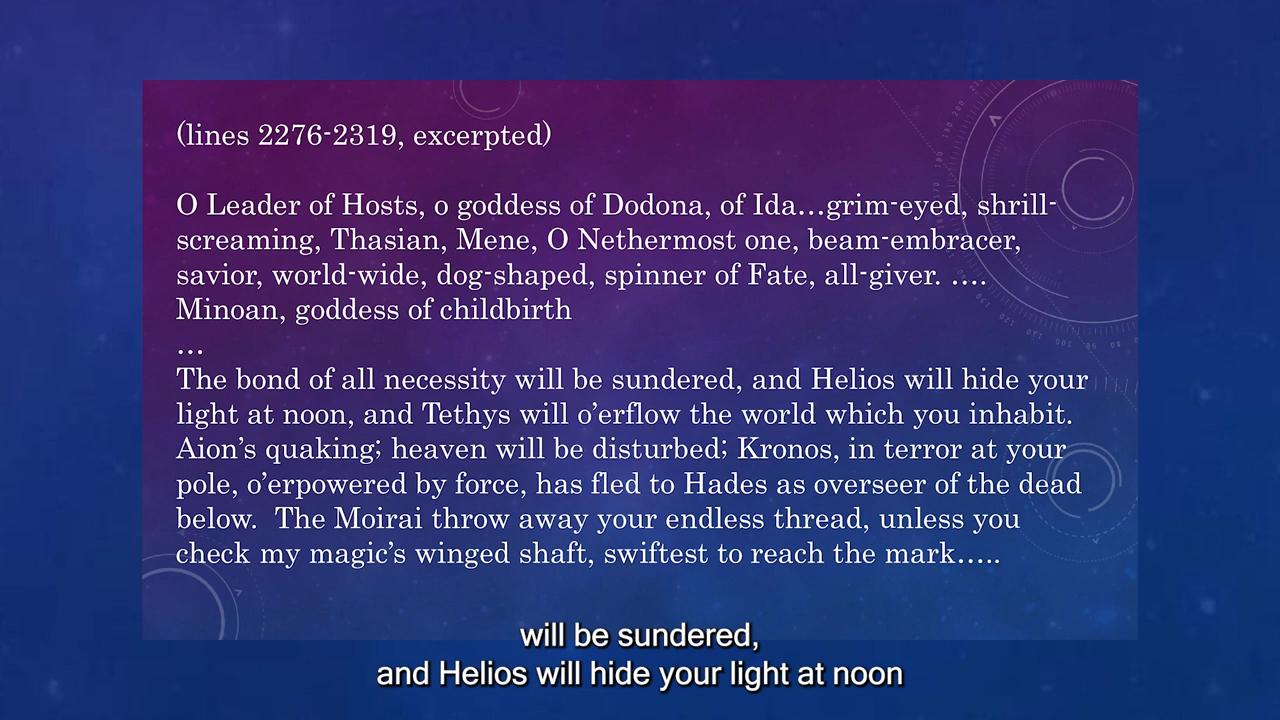 (lines 2276-2319, excerpted)
O Leader of Hosts, o goddess of Dodona, of Ida…grim-eyed, shrill-
screaming, Thasian, Mene, O Nethermost one, beam-embracer,
savior, world-wide, dog-shaped, spinner of Fate, all-giver. ….
Minoan, goddess of childbirth
…
The bond of all necessity will be sundered, and Helios will hide your
light at noon, and Tethys will o’erflow the world which you inhabit.
Aion’s quaking; heaven will be disturbed; Kronos, in terror at your
pole, o’erpowered by force, has fled to Hades as overseer of the dead
below.  The Moirai throw away your endless thread, unless you
check my magic’s winged shaft, swiftest to reach the mark…..
will be sundered,
and Helios will hide your light at noon